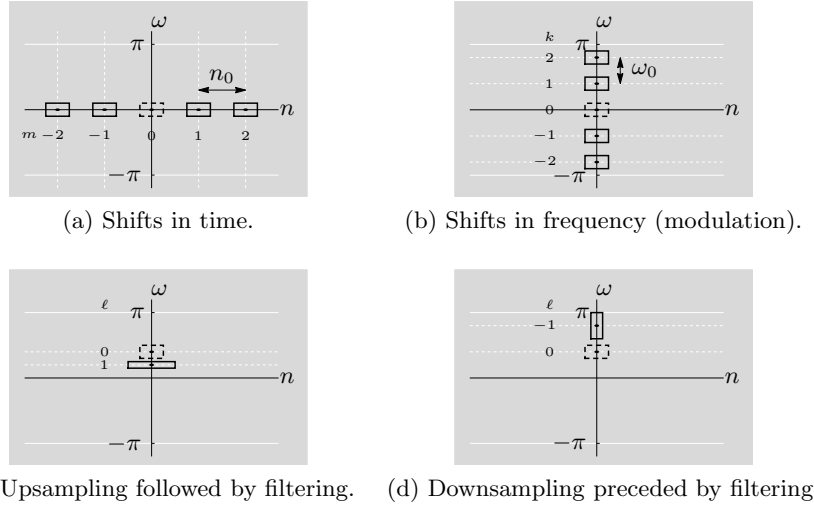 ω
π
n₀
n
m −2 −1 0 1 2
−π
(a) Shifts in time.
ω
k
π
2
ω₀
1
0
n
−1
−2
−π
(b) Shifts in frequency (modulation).
ω
ℓ
π
0
1
n
−π
Upsampling followed by filtering.
ω
ℓ
π
−1
0
n
−π
(d) Downsampling preceded by filtering